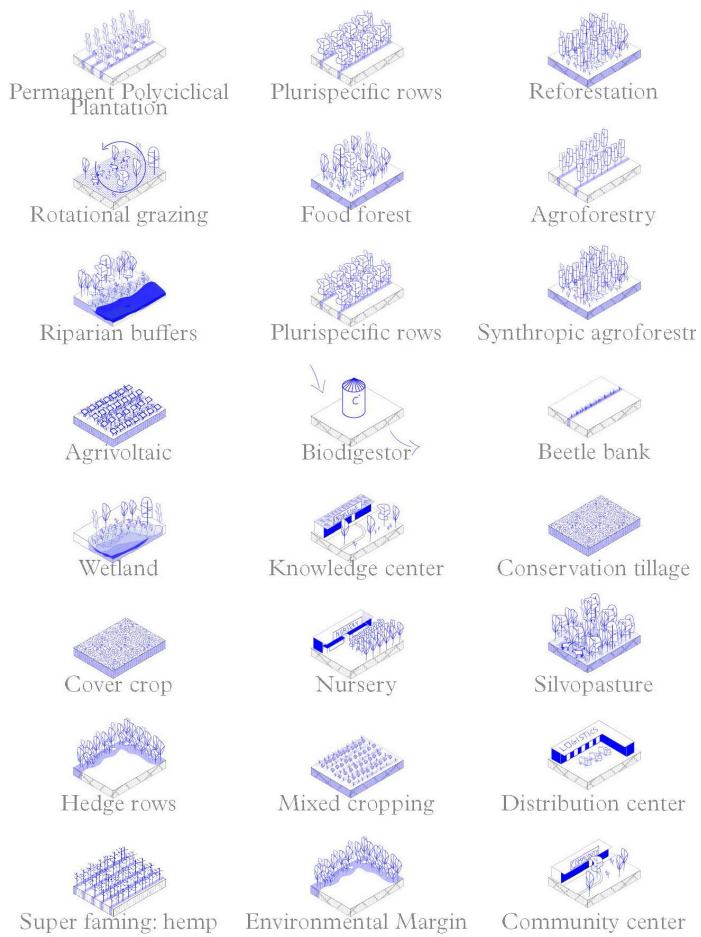 Permanent Polyciclical
Plantation
Plurispecific rows
Reforestation
Rotational grazing
Food forest
Agroforestry
Riparian buffers
Plurispecific rows
Synthropic agroforestr
C
Agrivoltaic
Biodigestor
Beetle bank
Wetland
Knowledge center
Conservation tillage
NURSERY
Cover crop
Nursery
Silvopasture
LOGISTICS
Hedge rows
Mixed cropping
Distribution center
Super faming: hemp
Environmental Margin
Community center